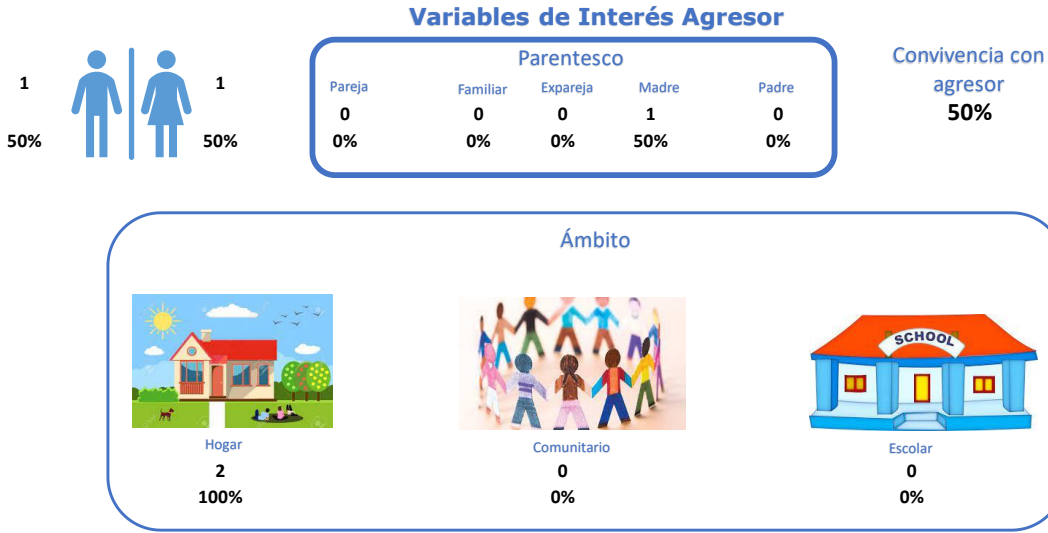 Variables de Interés Agresor
1
50%
1
50%
Parentesco
Pareja Familiar Expareja Madre Padre
0 0 0 1 0
0% 0% 0% 50% 0%
Convivencia con
agresor
50%
Ámbito
SCHOOL
Hogar Comunitario Escolar
2 0 0
100% 0% 0%